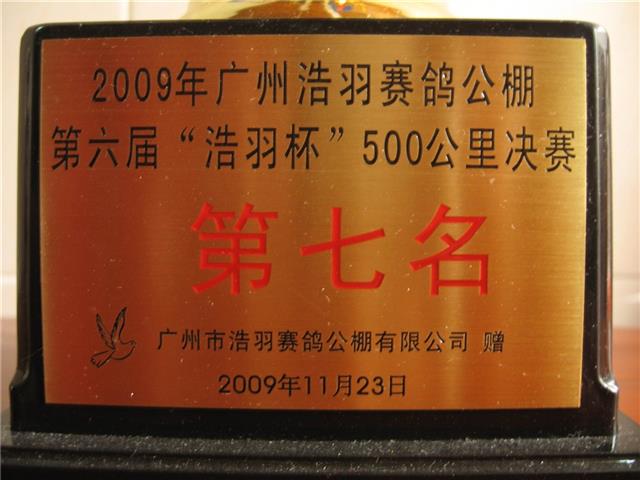 2009年广州浩羽赛鸽公棚
第六届“浩羽杯”500公里决赛
第七名
广州市浩羽赛鸽公棚有限公司 赠
2009年11月23日